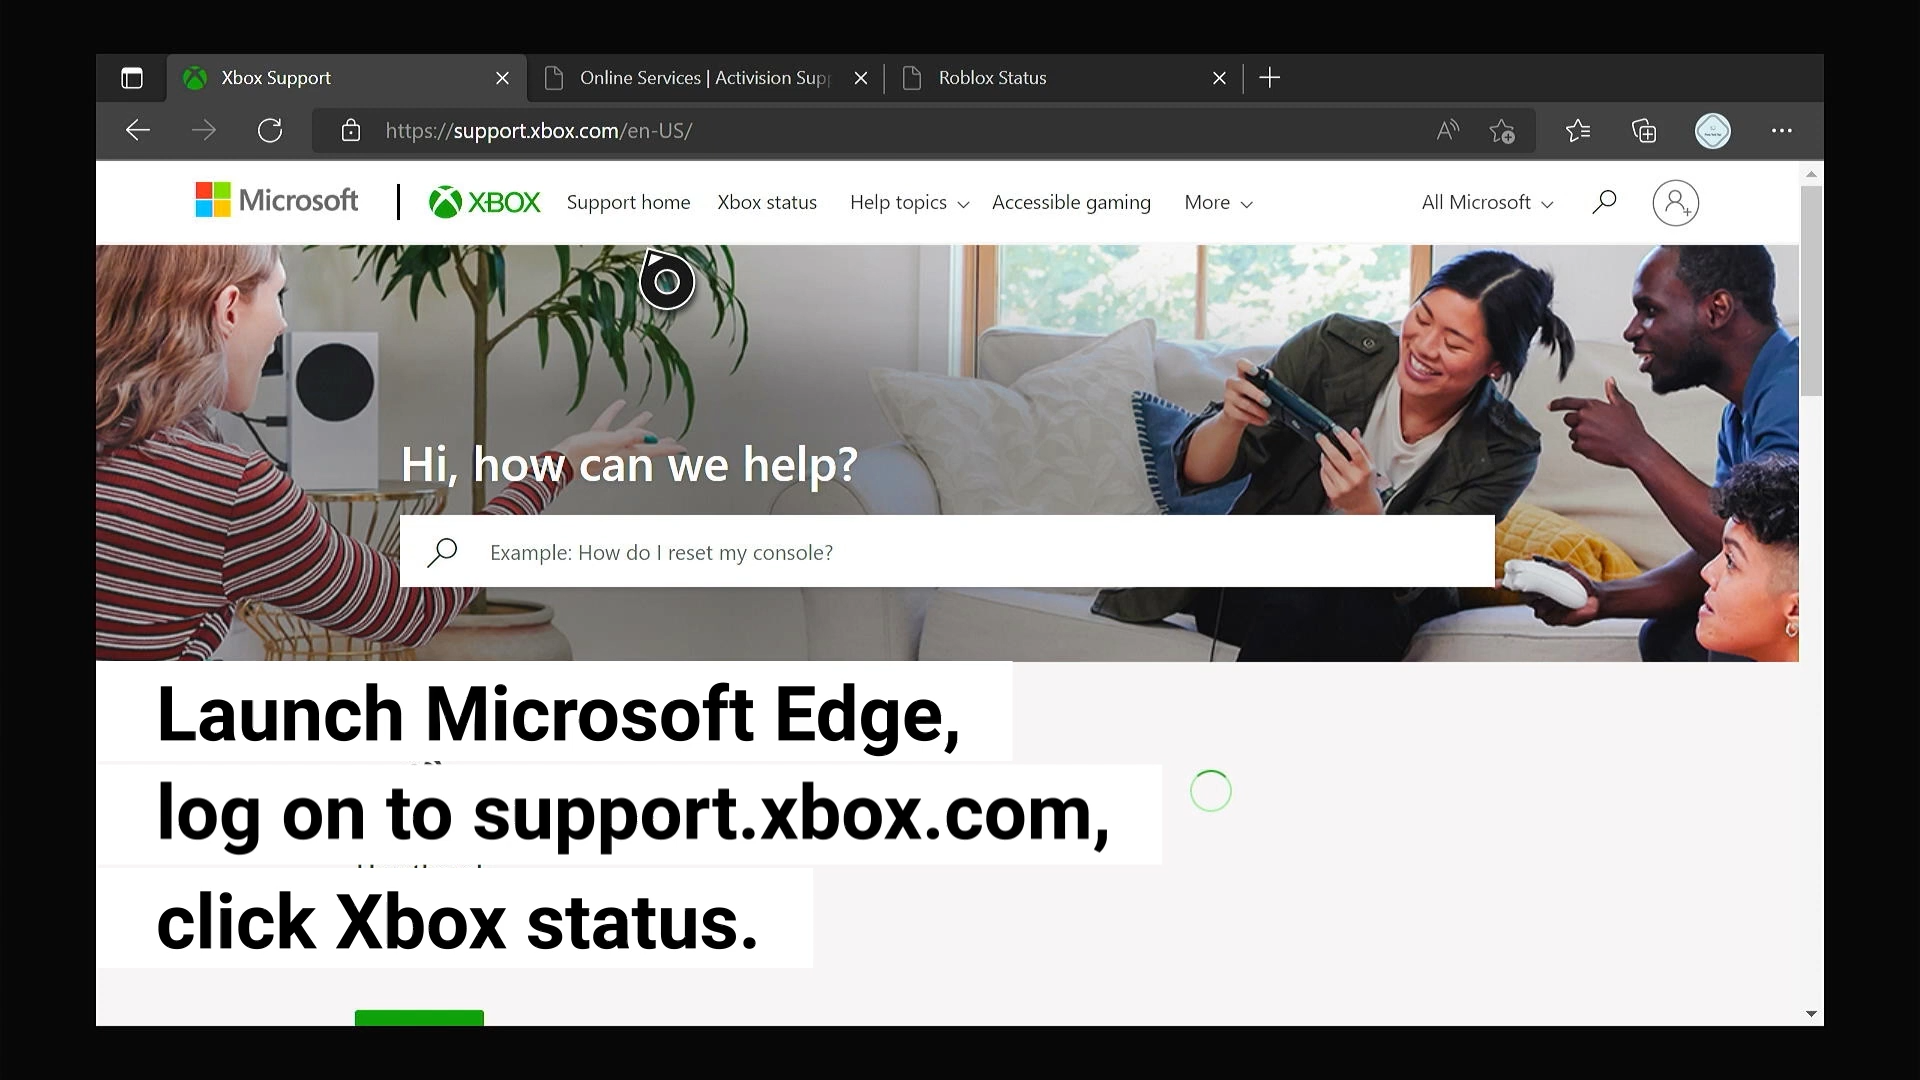 Xbox Support
Online Services | Activision Sup
Roblox Status
https://support.xbox.com/en-US/
Microsoft
XBOX
Support home
Xbox status
Help topics
Accessible gaming
More
All Microsoft
Hi, how can we help?
Example: How do I reset my console?
Launch Microsoft Edge,
log on to support.xbox.com,
click Xbox status.